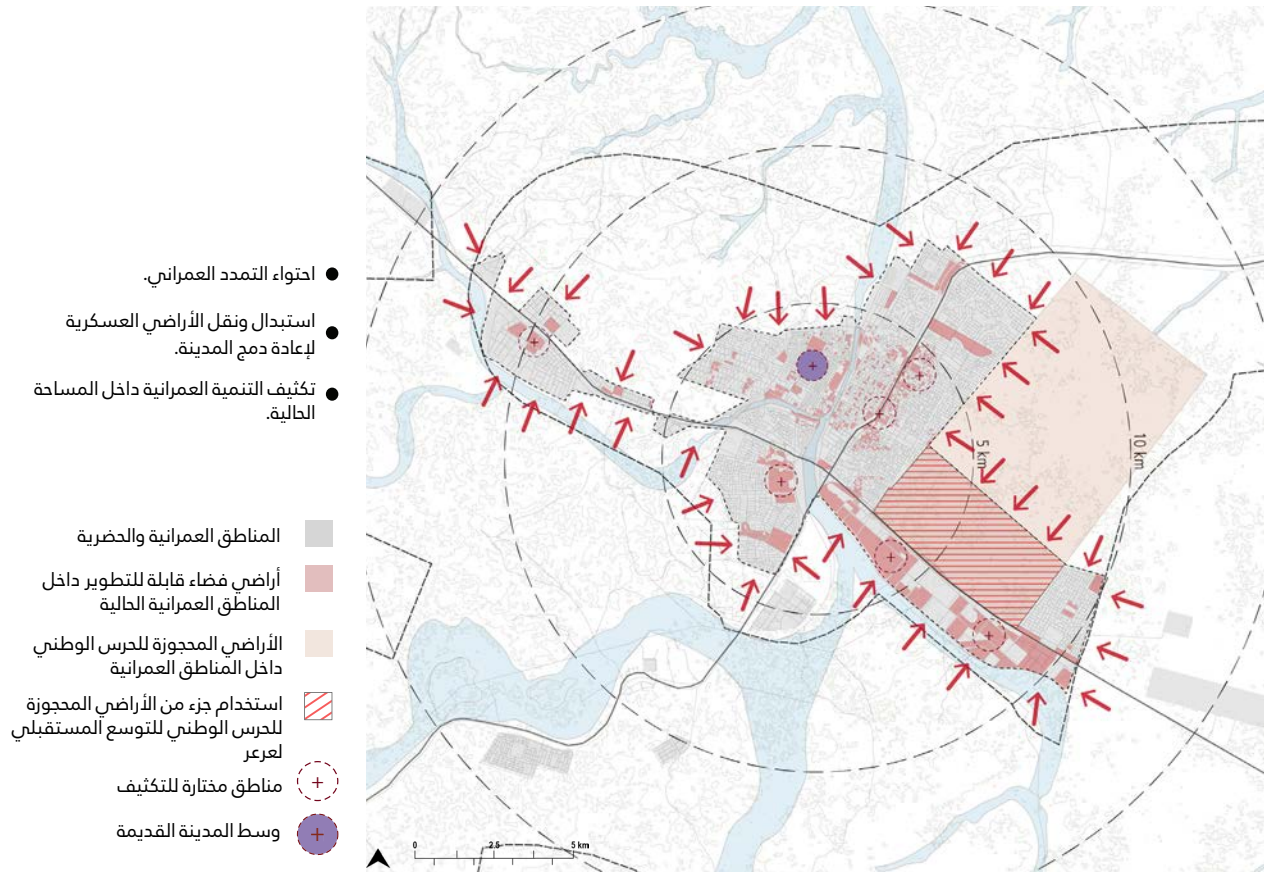 احتواء التمدد العمراني.
استبدال ونقل الأراضي العسكرية
لإعادة دمج المدينة.
تكثيف التنمية العمرانية داخل المساحة
الحالية.
المناطق العمرانية والحضرية
أراضي فضاء قابلة للتطوير داخل
المناطق العمرانية الحالية
الأراضي المحجوزة للحرس الوطني
داخل المناطق العمرانية
استخدام جزء من الأراضي المحجوزة
للحرس الوطني للتوسع المستقبلي
لعرعر
مناطق مختارة للتكثيف
وسط المدينة القديمة
5 km
10 km
0 2.5 5 km